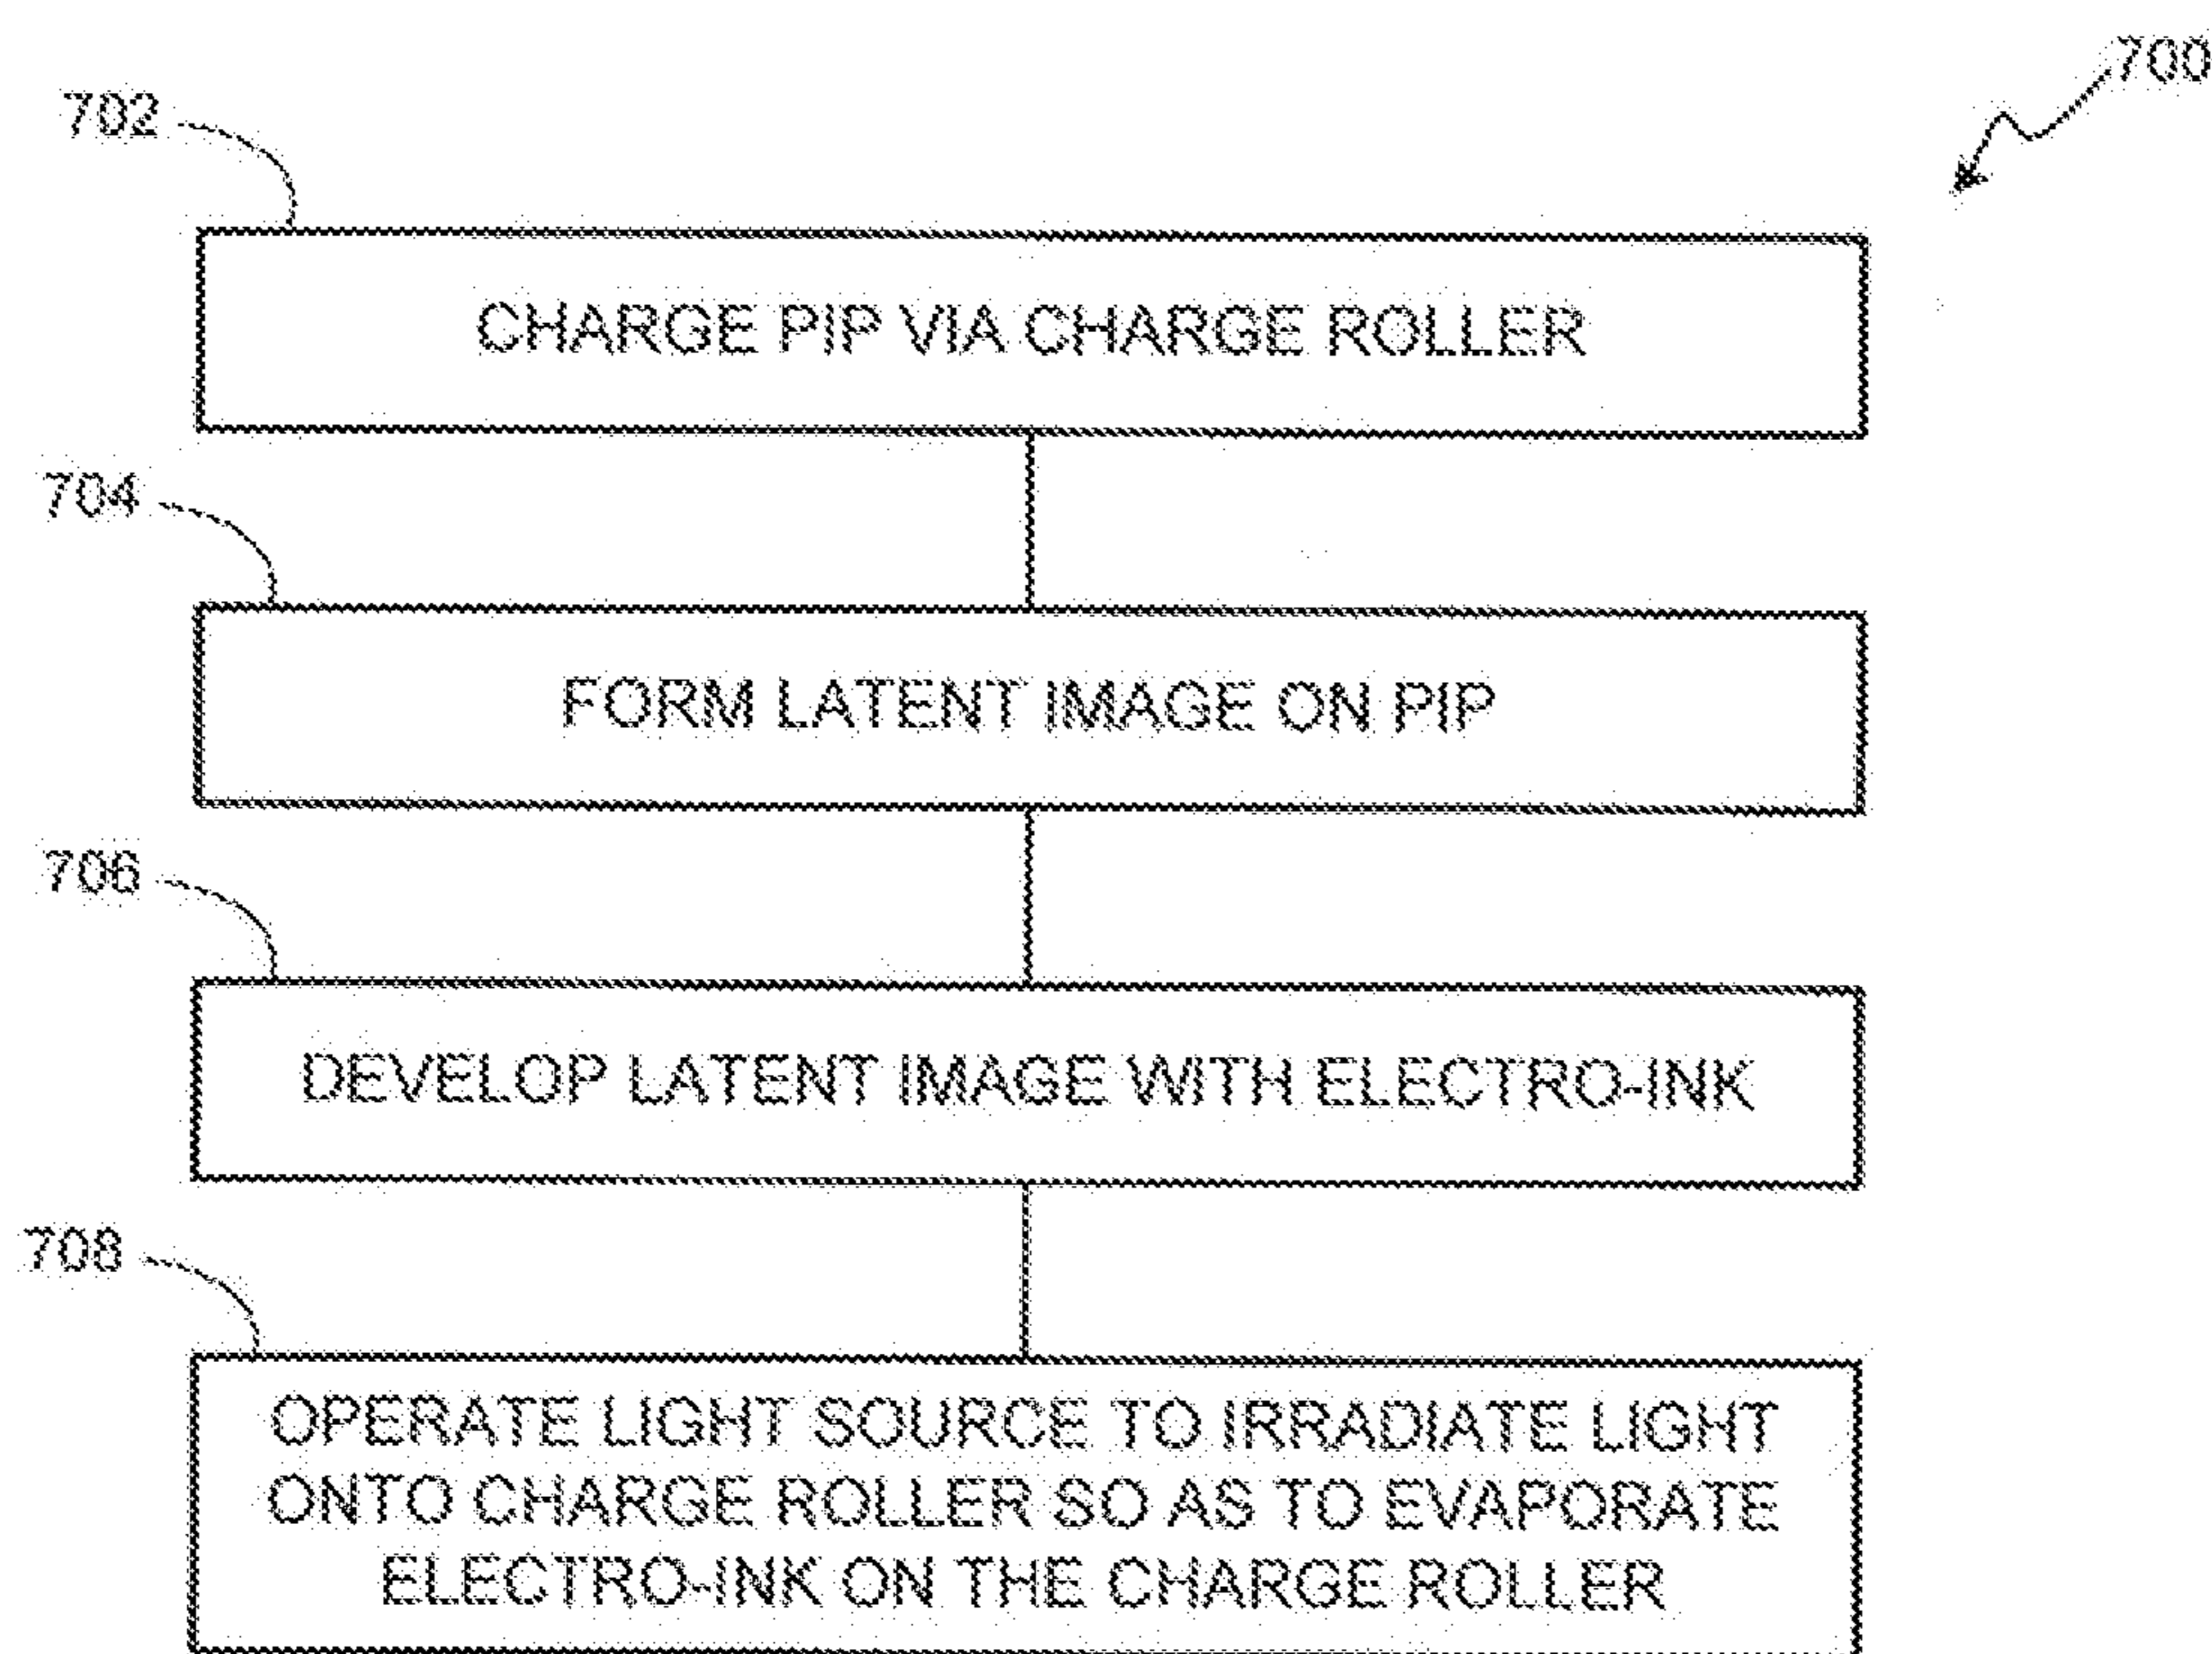 700
702
CHARGE PIP VIA CHARGE ROLLER
704
FORM LATENT IMAGE ON PIP
706
DEVELOP LATENT IMAGE WITH ELECTRO-INK
708
OPERATE LIGHT SOURCE TO IRRADIATE LIGHT
ONTO CHARGE ROLLER SO AS TO EVAPORATE
ELECTRO-INK ON THE CHARGE ROLLER